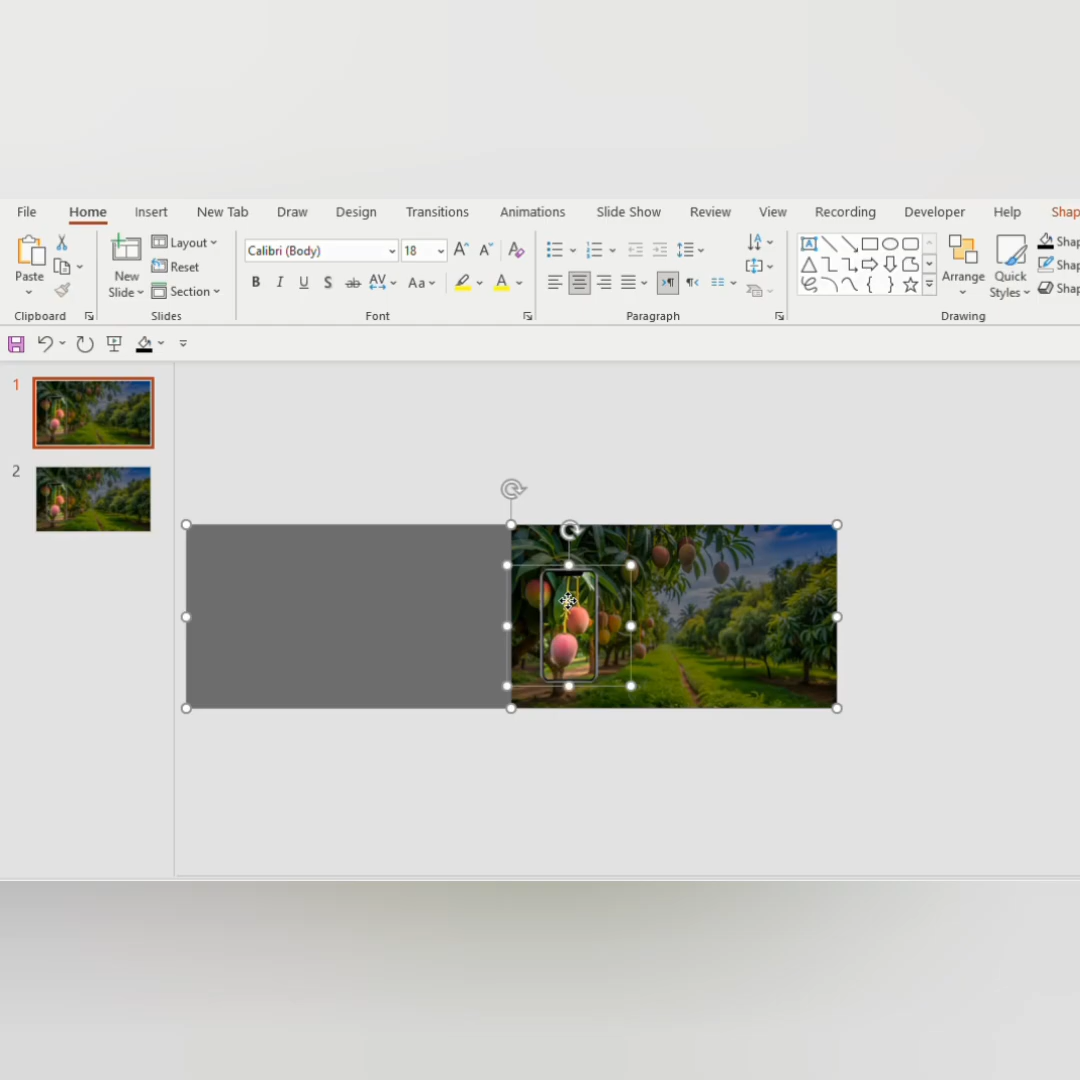 File Home Insert New Tab Draw Design Transitions Animations Slide Show Review View Recording Developer Help Shap
Paste
New
Slide
Layout
Reset
Section
Calibri (Body) 18
B I U S ab AV Aa A
Arrange
Quick
Styles
Shap
Shap
Shap
Clipboard Slides Font Paragraph Drawing
1
2